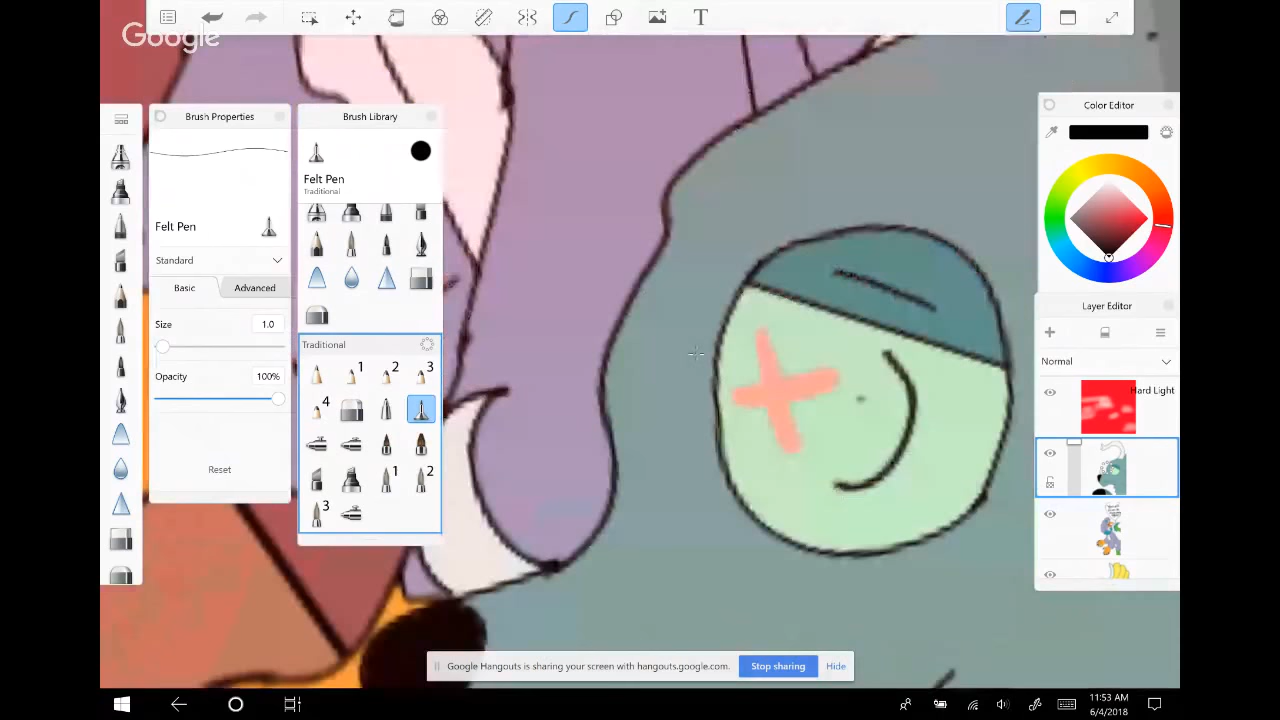 T
Google
Color Editor
Brush Properties
Brush Library
Felt Pen
Traditional
Felt Pen
Standard
Basic
Advanced
Layer Editor
Size
1.0
Traditional
Normal
Opacity
100%
1
2
3
Hard Light
4
Reset
1
2
3
Google Hangouts is sharing your screen with hangouts.google.com.
Stop sharing
Hide
11:53 AM
6/4/2018